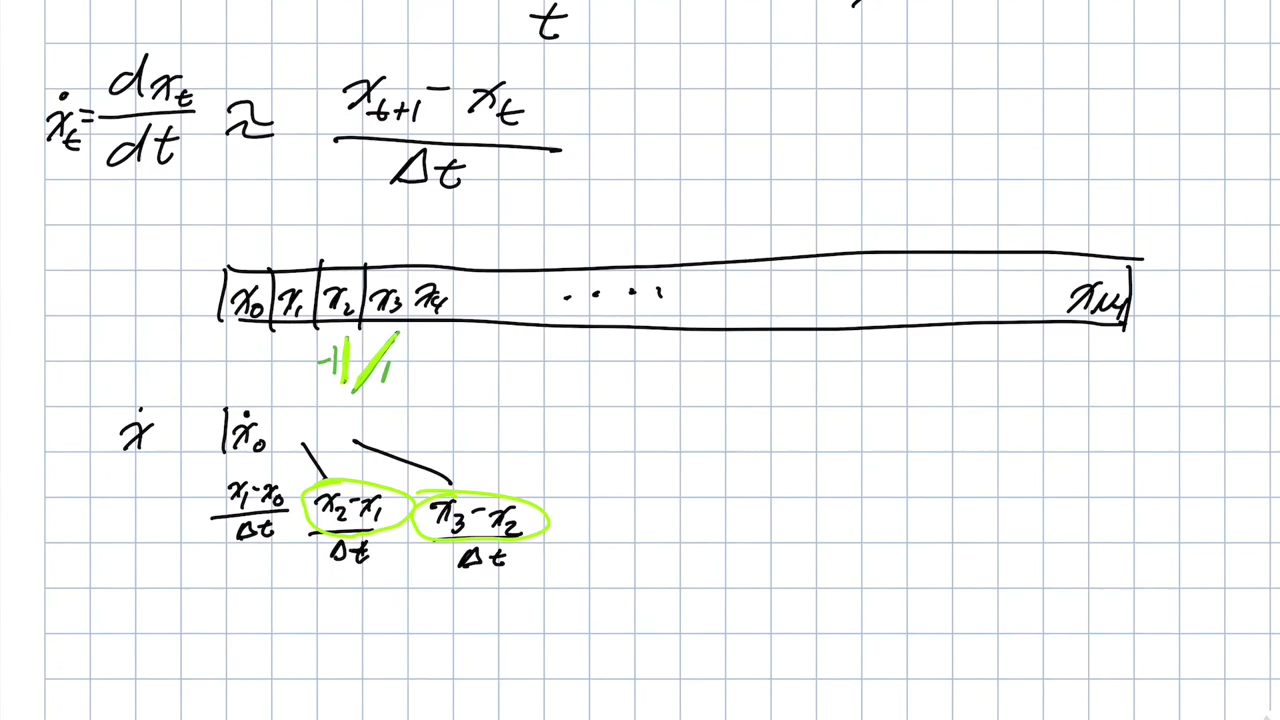 t
ẋ_t = dx_t/dt ≈ (x_{t+1} - x_t)/Δt
|x_0|x_1|x_2|x_3 x_4 ....
-1 1
ẋ |ẋ_0
(x_1-x_0)/Δt (x_2-x_1)/Δt (x_3-x_2)/Δt